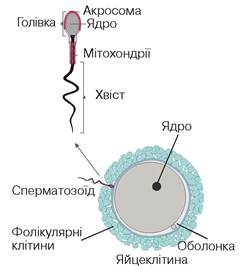 Акросома
Голівка
Ядро
Мітохондрії
Хвіст
Ядро
Сперматозоїд
Фолікулярні
клітини
Оболонка
Яйцеклітина